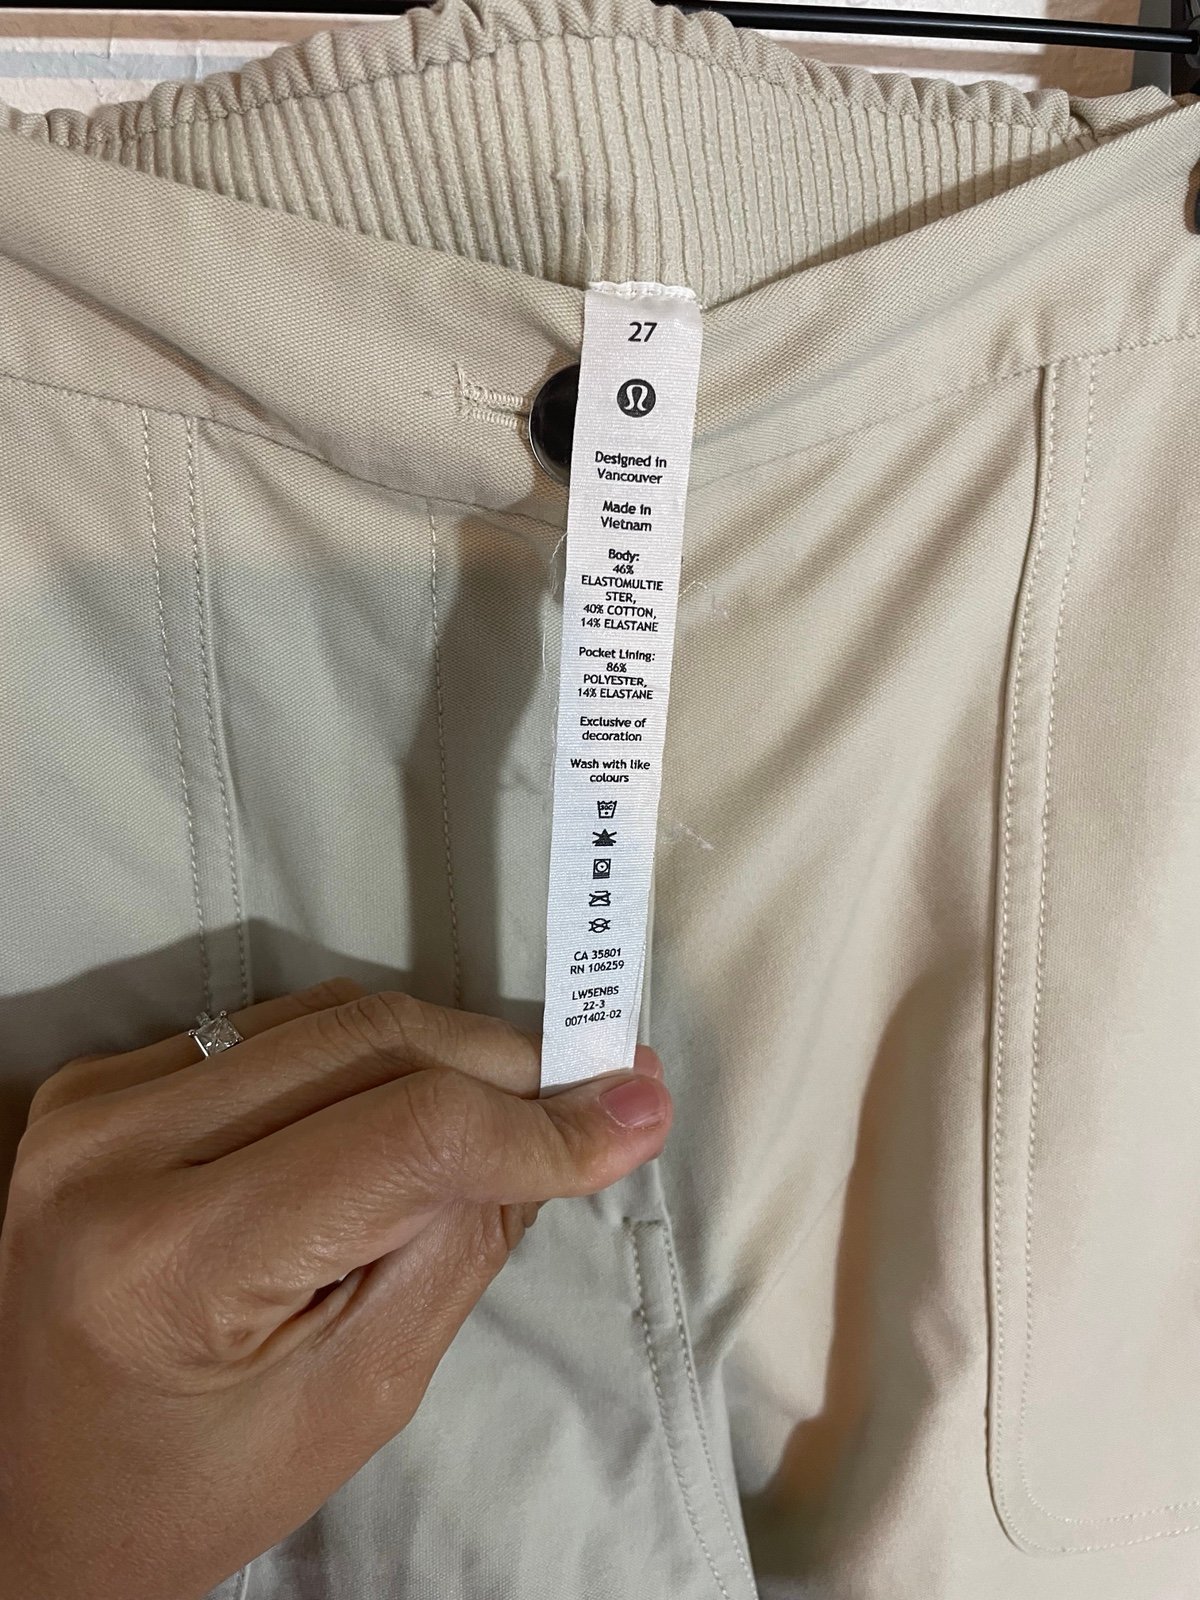 27
Designed in
Vancouver
Made in
Vietnam
Body:
46%
ELASTOMULTIE
STER,
40% COTTON,
14% ELASTANE
Pocket Lining:
86%
POLYESTER,
14% ELASTANE
Exclusive of
decoration
Wash with like
colours
30C
CA 35801
RN 106259
LW5ENBS
22-3
0071402-02